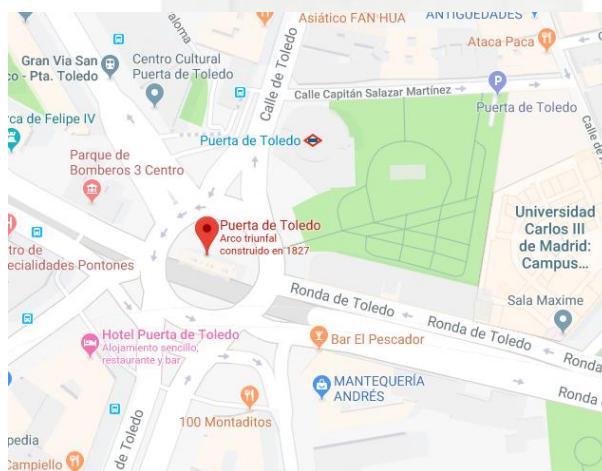 Asiático FAN HUA
ANTIGÜEDADES
Ataca Paca
Gran Via San
co - Pta. Toledo
Centro Cultural
Puerta de Toledo
Calle de Toledo
Calle Capitán Salazar Martínez
Puerta de Toledo
rca de Felipe IV
Puerta de Toledo
Parque de
Bomberos 3 Centro
Puerta de Toledo
Arco triunfal
construido en 1827
Universidad
Carlos III
de Madrid:
Campus...
tro de
ecialidades Pontones
Ronda de Toledo
Ronda de Toledo
Ronda
Sala Maxime
Hotel Puerta de Toledo
Alojamiento sencillo,
restaurante y bar
Bar El Pescador
MANTEQUERÍA
ANDRÉS
Ronda
100 Montaditos
de Toledo
pedia
Campiello